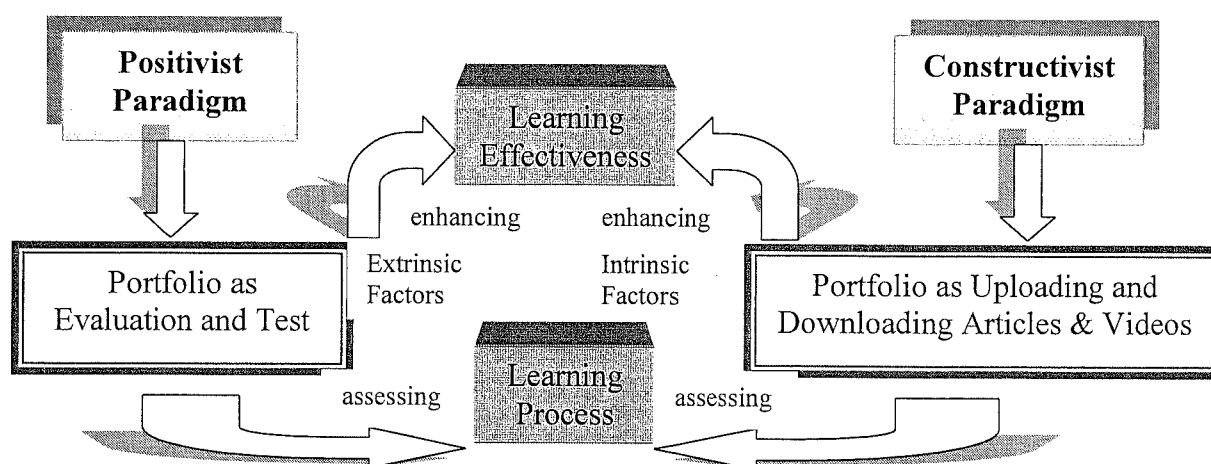 Positivist
Paradigm
Constructivist
Paradigm
Learning
Effectiveness
enhancing
enhancing
Extrinsic
Factors
Intrinsic
Factors
Portfolio as
Evaluation and Test
Portfolio as Uploading and
Downloading Articles & Videos
Learning
Process
assessing
assessing